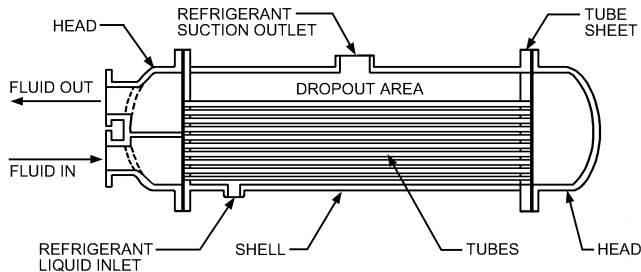 REFRIGERANT
SUCTION OUTLET
TUBE
SHEET
HEAD
FLUID OUT
DROPOUT AREA
FLUID IN
REFRIGERANT
LIQUID INLET
SHELL
TUBES
HEAD